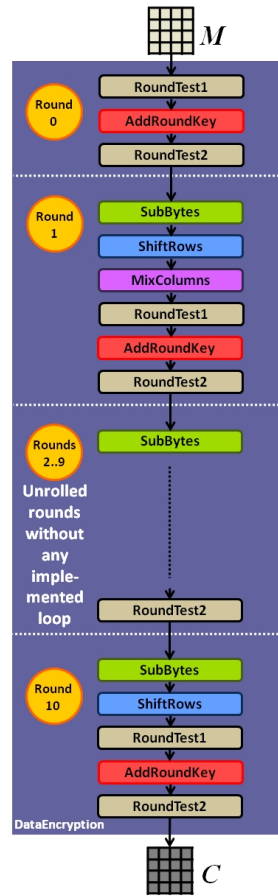 M
Round
0
RoundTest1
AddRoundKey
RoundTest2
Round
1
SubBytes
ShiftRows
MixColumns
RoundTest1
AddRoundKey
RoundTest2
Rounds
2..9
SubBytes
Unrolled
rounds
without
any
imple-
mented
loop
RoundTest2
Round
10
SubBytes
ShiftRows
RoundTest1
AddRoundKey
RoundTest2
DataEncryption
C